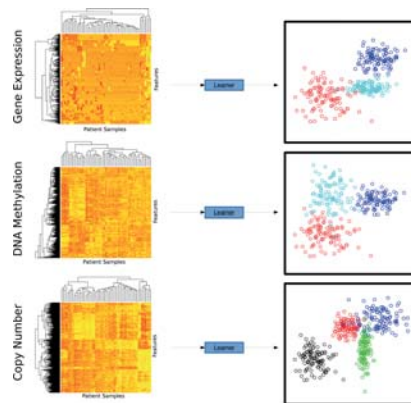 Gene Expression
Features
Patient Samples
Learner
DNA Methylation
Features
Patient Samples
Learner
Copy Number
Features
Patient Samples
Learner